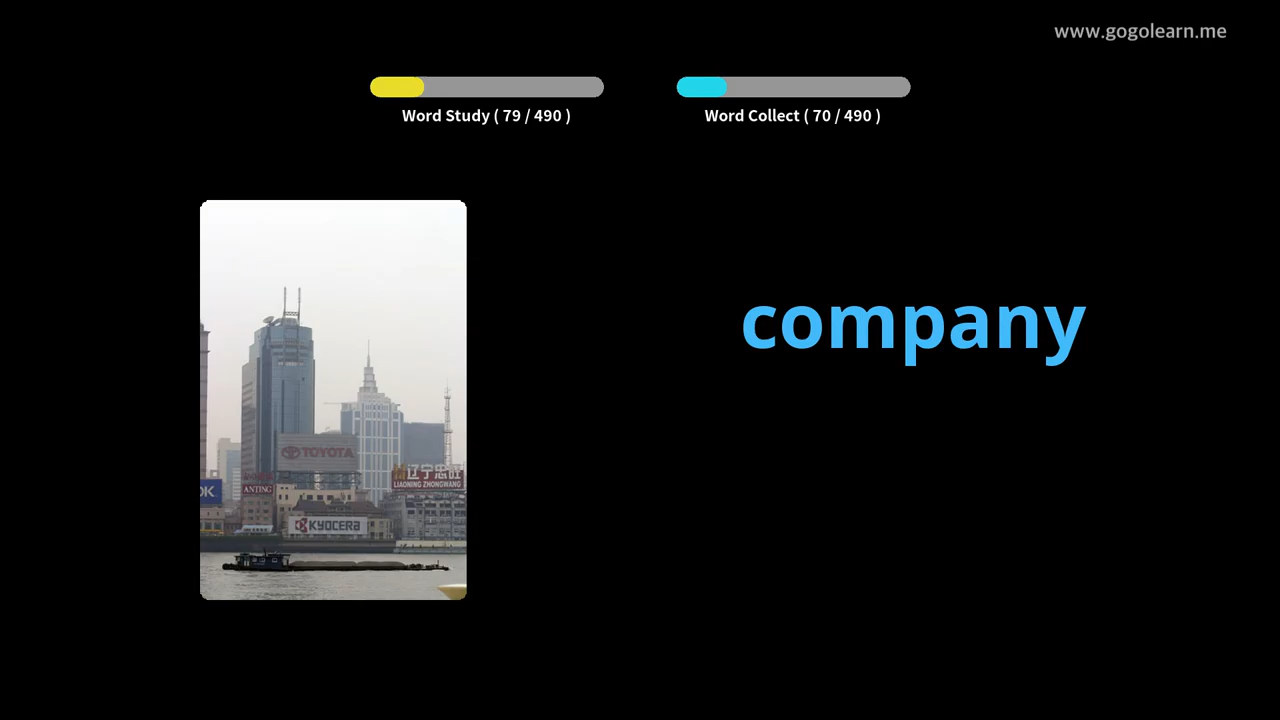 www.gogolearn.me
Word Study ( 79 / 490 )
Word Collect ( 70 / 490 )
company
TOYOTA
辽宁忠旺
LIAONING ZHONGWANG
OK
ANTING
KYOCERA